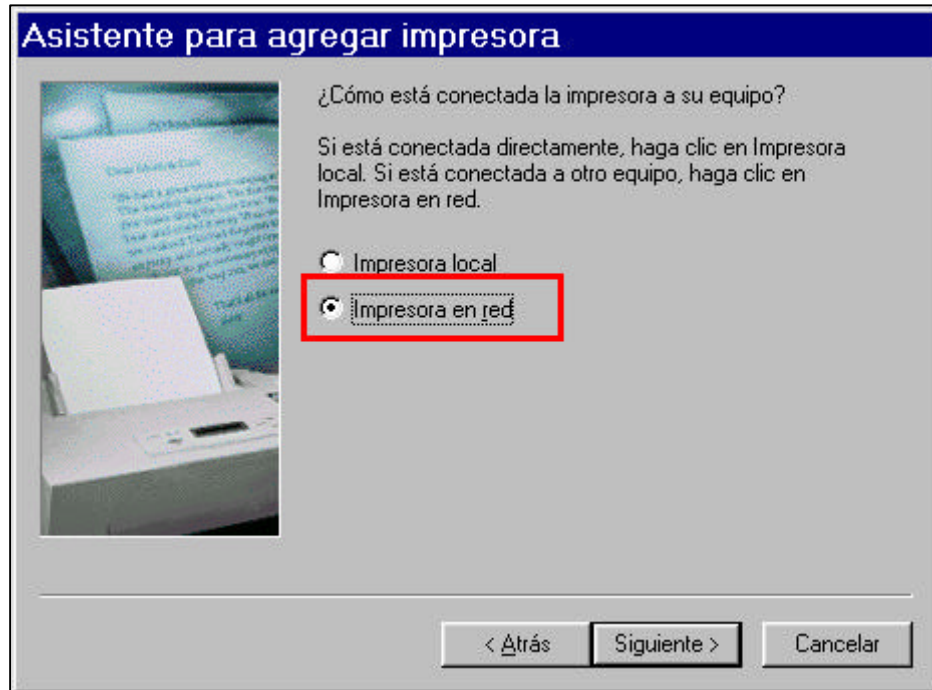 Asistente para agregar impresora
¿Cómo está conectada la impresora a su equipo?
Si está conectada directamente, haga clic en Impresora
local. Si está conectada a otro equipo, haga clic en
Impresora en red.
Impresora local
Impresora en red
< Atrás
Siguiente >
Cancelar